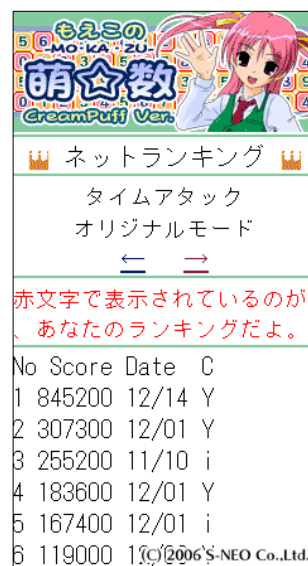 もえこの
MO・KA・ZU
萌☆数
CreamPuff Ver.
ネットランキング
タイムアタック
オリジナルモード
← →
赤文字で表示されているのが
、あなたのランキングだよ。
No Score Date C
1 845200 12/14 Y
2 307300 12/01 Y
3 255200 11/10 i
4 183600 12/01 Y
5 167400 12/01 i
6 119000
(C)2006 S-NEO Co.,Ltd.